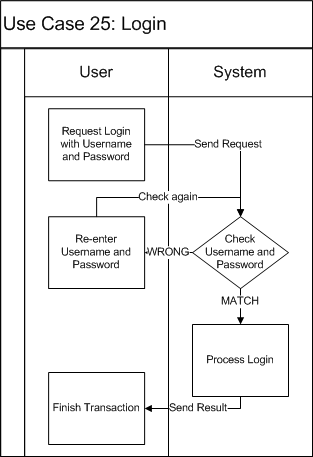 Use Case 25: Login
User
System
Request Login
with Username
and Password
Send Request
Check again
Re-enter
Username and
Password
WRONG
Check
Username and
Password
MATCH
Process Login
Finish Transaction
Send Result